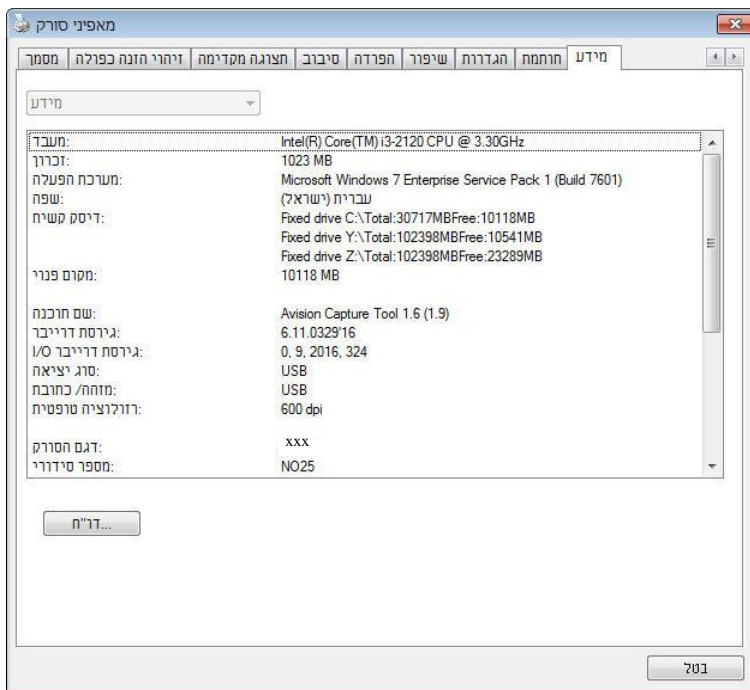 מאפיני סורק
מסמך זיהוי הזנה כפולה תצוגה מקדימה סיבוב הפרדה שיפור הגדרות חותמת מידע
מידע
מעבד: Intel(R) Core(TM) i3-2120 CPU @ 3.30GHz
זכרון: 1023 MB
מערכת הפעלה: Microsoft Windows 7 Enterprise Service Pack 1 (Build 7601)
שפה: עברית (ישראל)
דיסק קשיח: Fixed drive C:\Total:30717MBFree:10118MB
Fixed drive Y:\Total:102398MBFree:10541MB
Fixed drive Z:\Total:102398MBFree:23289MB
מקום פנוי: 10118 MB
שם תוכנה: Avision Capture Tool 1.6 (1.9)
גירסת דרייבר: 6.11.0329'16
גירסת דרייבר I/O: 0, 9, 2016, 324
סוג יציאה: USB
מזהה/ כתובת: USB
רזולוציה טופטית: 600 dpi
דגם הסורק: xxx
מספר סידורי: NO25
דו"ח...
בטל